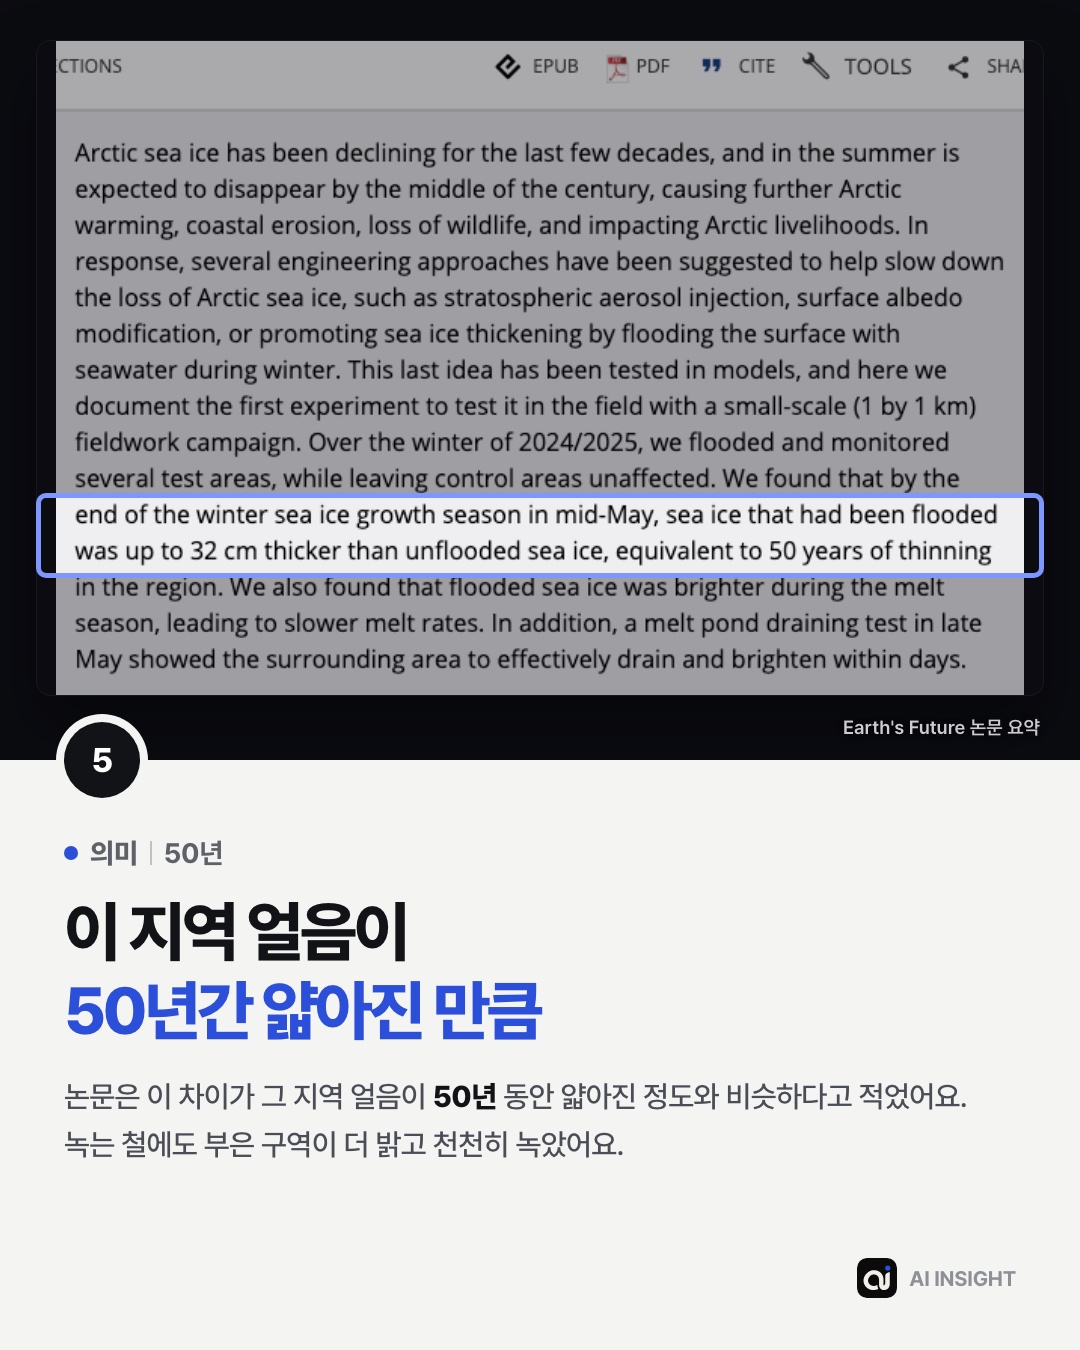 CTIONS EPUB PDF CITE TOOLS SHA
Arctic sea ice has been declining for the last few decades, and in the summer is
expected to disappear by the middle of the century, causing further Arctic
warming, coastal erosion, loss of wildlife, and impacting Arctic livelihoods. In
response, several engineering approaches have been suggested to help slow down
the loss of Arctic sea ice, such as stratospheric aerosol injection, surface albedo
modification, or promoting sea ice thickening by flooding the surface with
seawater during winter. This last idea has been tested in models, and here we
document the first experiment to test it in the field with a small-scale (1 by 1 km)
fieldwork campaign. Over the winter of 2024/2025, we flooded and monitored
several test areas, while leaving control areas unaffected. We found that by the
end of the winter sea ice growth season in mid-May, sea ice that had been flooded
was up to 32 cm thicker than unflooded sea ice, equivalent to 50 years of thinning
in the region. We also found that flooded sea ice was brighter during the melt
season, leading to slower melt rates. In addition, a melt pond draining test in late
May showed the surrounding area to effectively drain and brighten within days.
Earth's Future 논문 요약
5
의미 | 50년
이 지역 얼음이
50년간 얇아진 만큼
논문은 이 차이가 그 지역 얼음이 50년 동안 얇아진 정도와 비슷하다고 적었어요.
녹는 철에도 부은 구역이 더 밝고 천천히 녹았어요.
ai AI INSIGHT